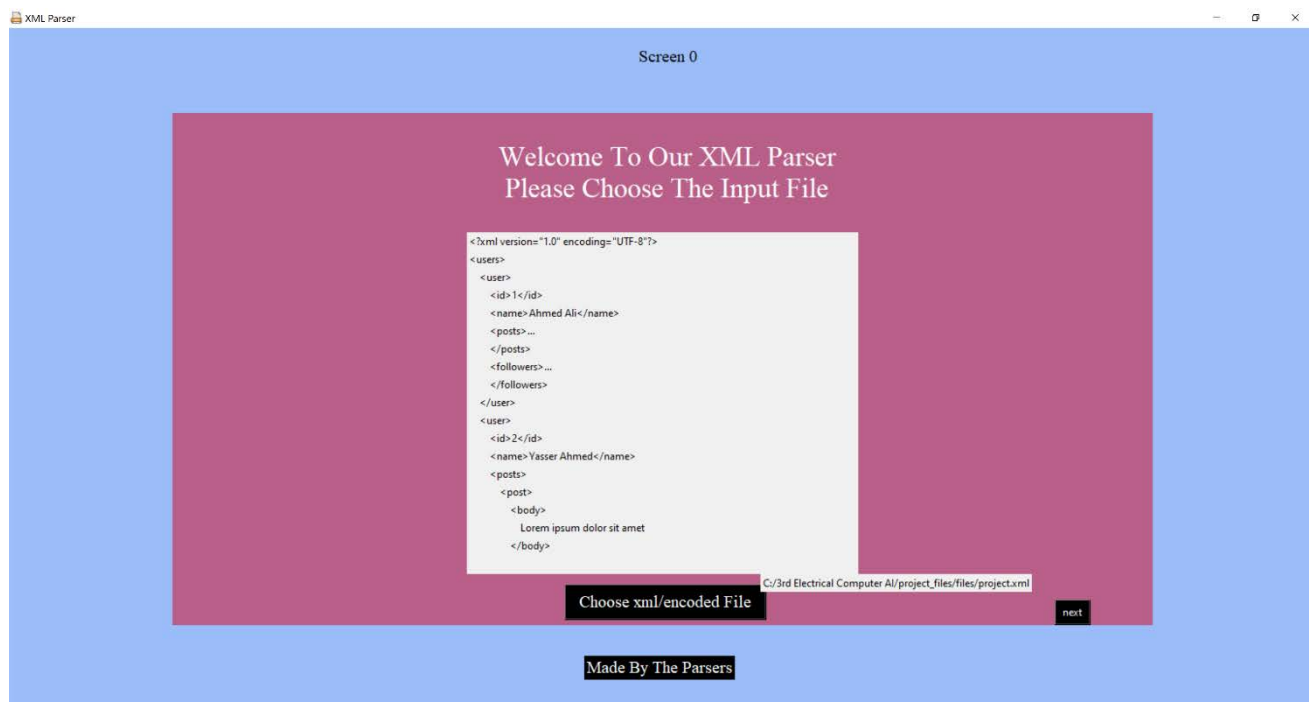 XML Parser
Screen 0
Welcome To Our XML Parser
Please Choose The Input File
<?xml version="1.0" encoding="UTF-8"?>
<users>
<user>
<id>1</id>
<name>Ahmed Ali</name>
<posts>...
</posts>
<followers>...
</followers>
</user>
<user>
<id>2</id>
<name>Yasser Ahmed</name>
<posts>
<post>
<body>
Lorem ipsum dolor sit amet
</body>
C:/3rd Electrical Computer AI/project_files/files/project.xml
Choose xml/encoded File
next
Made By The Parsers